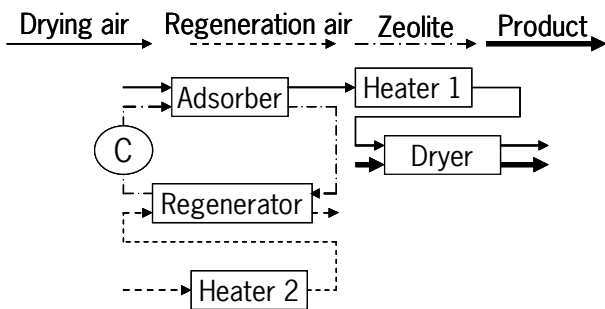 Drying air Regeneration air Zeolite Product
Adsorber
Heater 1
C
Dryer
Regenerator
Heater 2